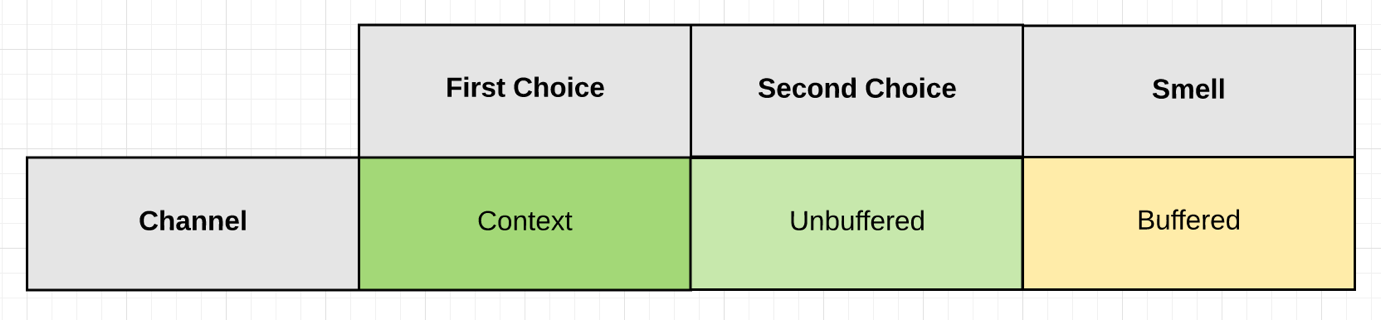 First Choice
Second Choice
Smell
Channel
Context
Unbuffered
Buffered